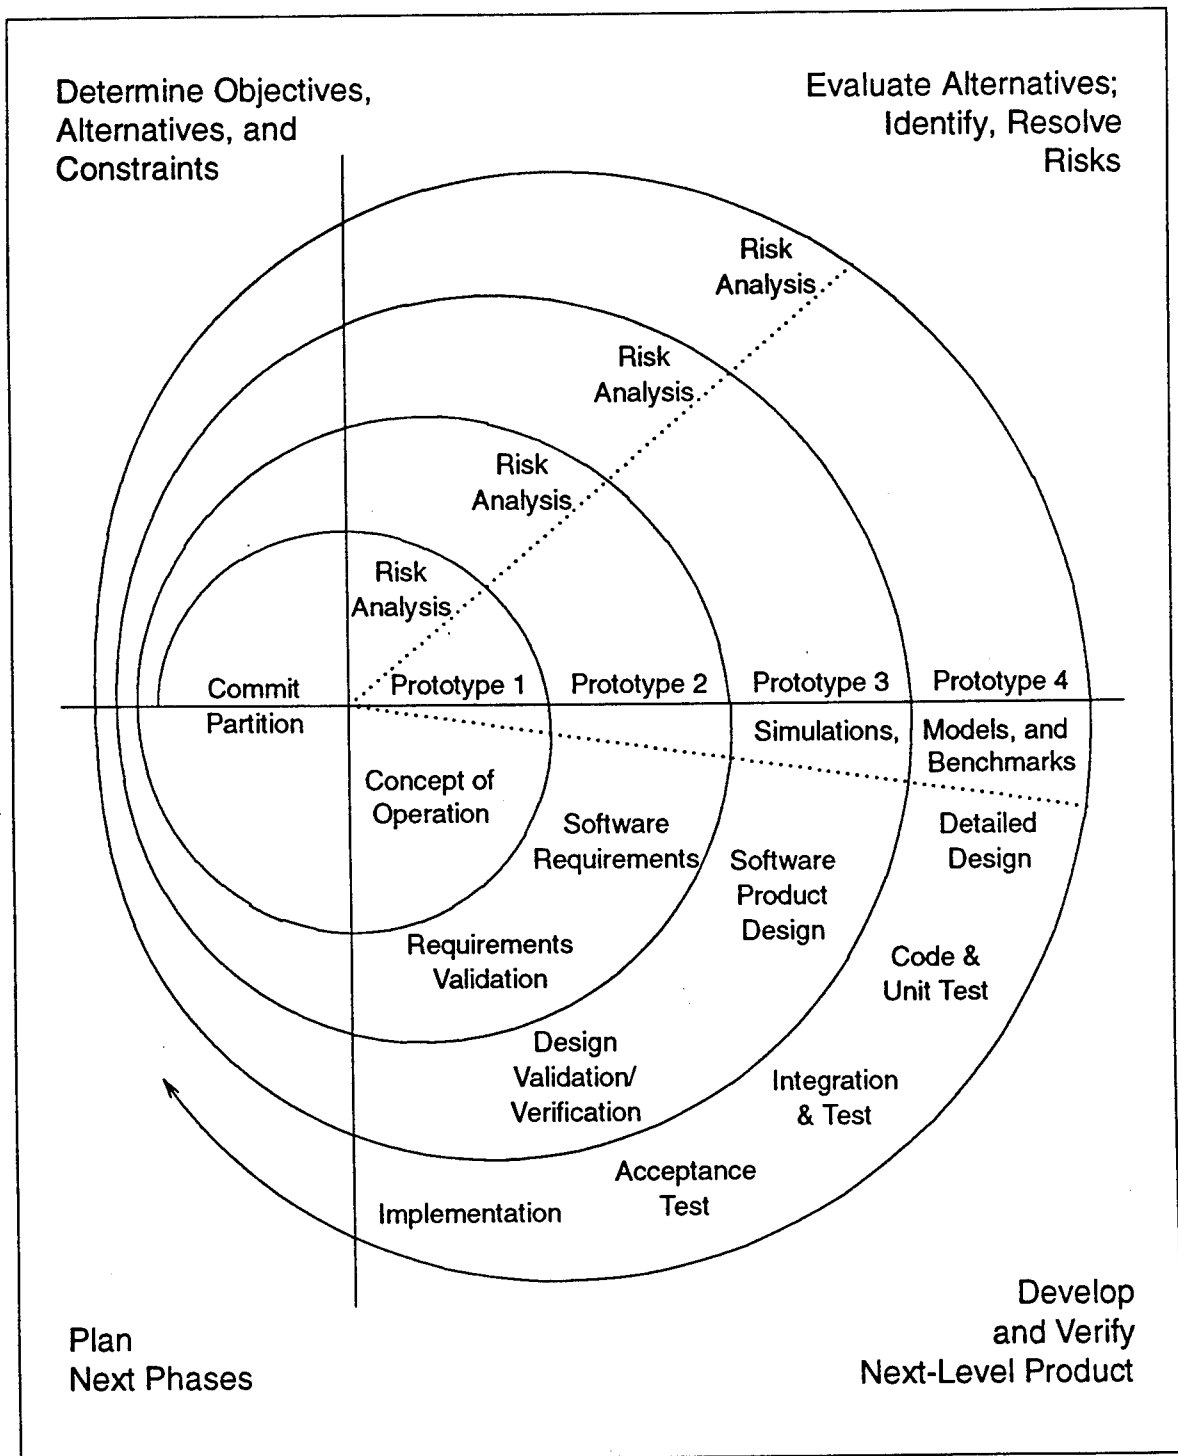 Determine Objectives,
Alternatives, and
Constraints
Evaluate Alternatives;
Identify, Resolve
Risks
Risk
Analysis
Risk
Analysis
Risk
Analysis
Risk
Analysis
Commit
Partition
Prototype 1
Prototype 2
Prototype 3
Prototype 4
Simulations,
Models, and
Benchmarks
Concept of
Operation
Software
Requirements
Software
Product
Design
Detailed
Design
Requirements
Validation
Code &
Unit Test
Design
Validation/
Verification
Integration
& Test
Acceptance
Test
Implementation
Plan
Next Phases
Develop
and Verify
Next-Level Product